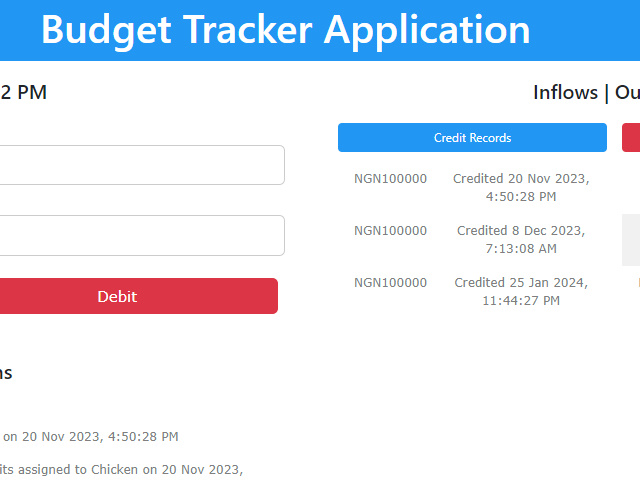 Budget Tracker Application
2 PM
Inflows | Ou
Credit Records
NGN100000 Credited 20 Nov 2023,
4:50:28 PM
NGN100000 Credited 8 Dec 2023,
7:13:08 AM
NGN100000 Credited 25 Jan 2024,
11:44:27 PM
Debit
ns
on 20 Nov 2023, 4:50:28 PM
its assigned to Chicken on 20 Nov 2023,